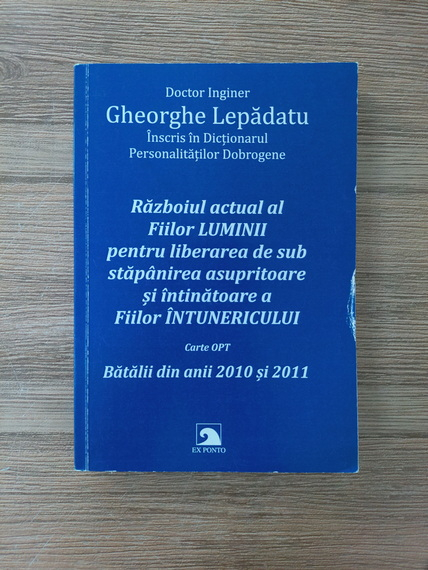 Doctor Inginer
Gheorghe Lepădatu
Înscris în Dicționarul
Personalităților Dobrogene
Războiul actual al
Fiilor LUMINII
pentru liberarea de sub
stăpânirea asupritoare
și întinătoare a
Fiilor ÎNTUNERICULUI
Carte OPT
Bătălii din anii 2010 și 2011
EX PONTO